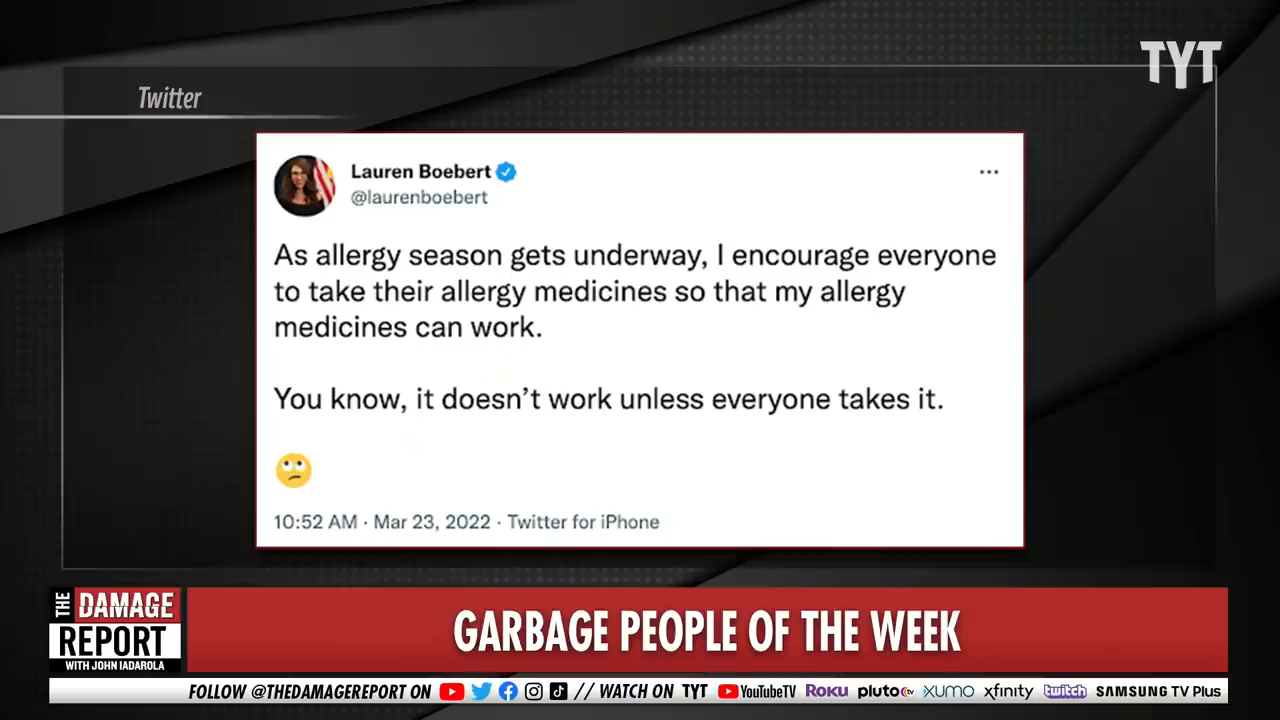 TYT
Twitter
Lauren Boebert
@laurenboebert
As allergy season gets underway, I encourage everyone
to take their allergy medicines so that my allergy
medicines can work.
You know, it doesn’t work unless everyone takes it.
10:52 AM · Mar 23, 2022 · Twitter for iPhone
THE DAMAGE
REPORT
WITH JOHN IADAROLA
GARBAGE PEOPLE OF THE WEEK
FOLLOW @THEDAMAGEREPORT ON // WATCH ON TYT YouTubeTV Roku pluto tv XUMO xfinity twitch SAMSUNG TV Plus